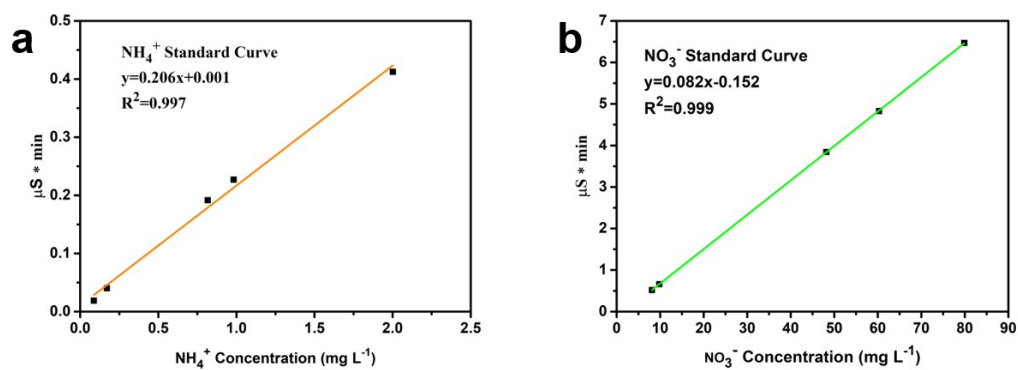 a
NH₄⁺ Standard Curve
y=0.206x+0.001
R²=0.997
0.5
0.4
0.3
0.2
0.1
0.0
μS * min
0.0 0.5 1.0 1.5 2.0 2.5
NH₄⁺ Concentration (mg L⁻¹)
b
NO₃⁻ Standard Curve
y=0.082x-0.152
R²=0.999
7
6
5
4
3
2
1
0
μS * min
0 10 20 30 40 50 60 70 80 90
NO₃⁻ Concentration (mg L⁻¹)